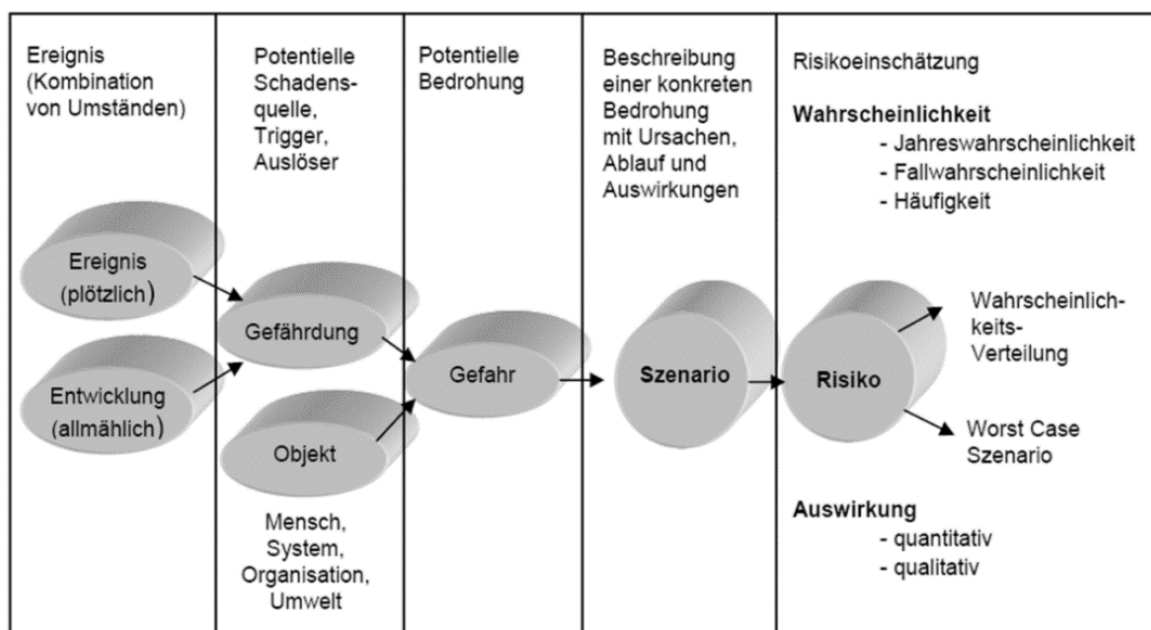 Ereignis
(Kombination
von Umständen)
Ereignis
(plötzlich)
Entwicklung
(allmählich)
Potentielle
Schadens-
quelle,
Trigger,
Auslöser
Gefährdung
Objekt
Mensch,
System,
Organisation,
Umwelt
Potentielle
Bedrohung
Gefahr
Beschreibung
einer konkreten
Bedrohung
mit Ursachen,
Ablauf und
Auswirkungen
Szenario
Risikoeinschätzung
Wahrscheinlichkeit
- Jahreswahrscheinlichkeit
- Fallwahrscheinlichkeit
- Häufigkeit
Risiko
Wahrscheinlich-
keits-
Verteilung
Worst Case
Szenario
Auswirkung
- quantitativ
- qualitativ